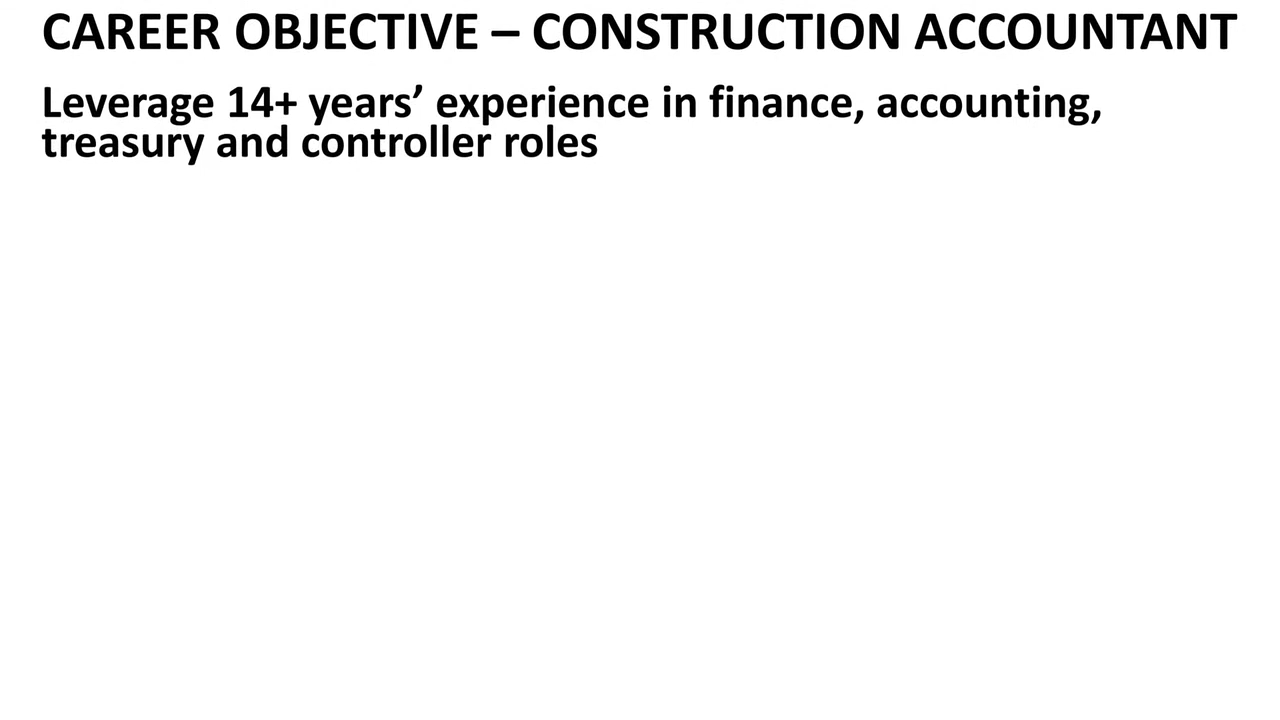 CAREER OBJECTIVE – CONSTRUCTION ACCOUNTANT
Leverage 14+ years’ experience in finance, accounting,
treasury and controller roles